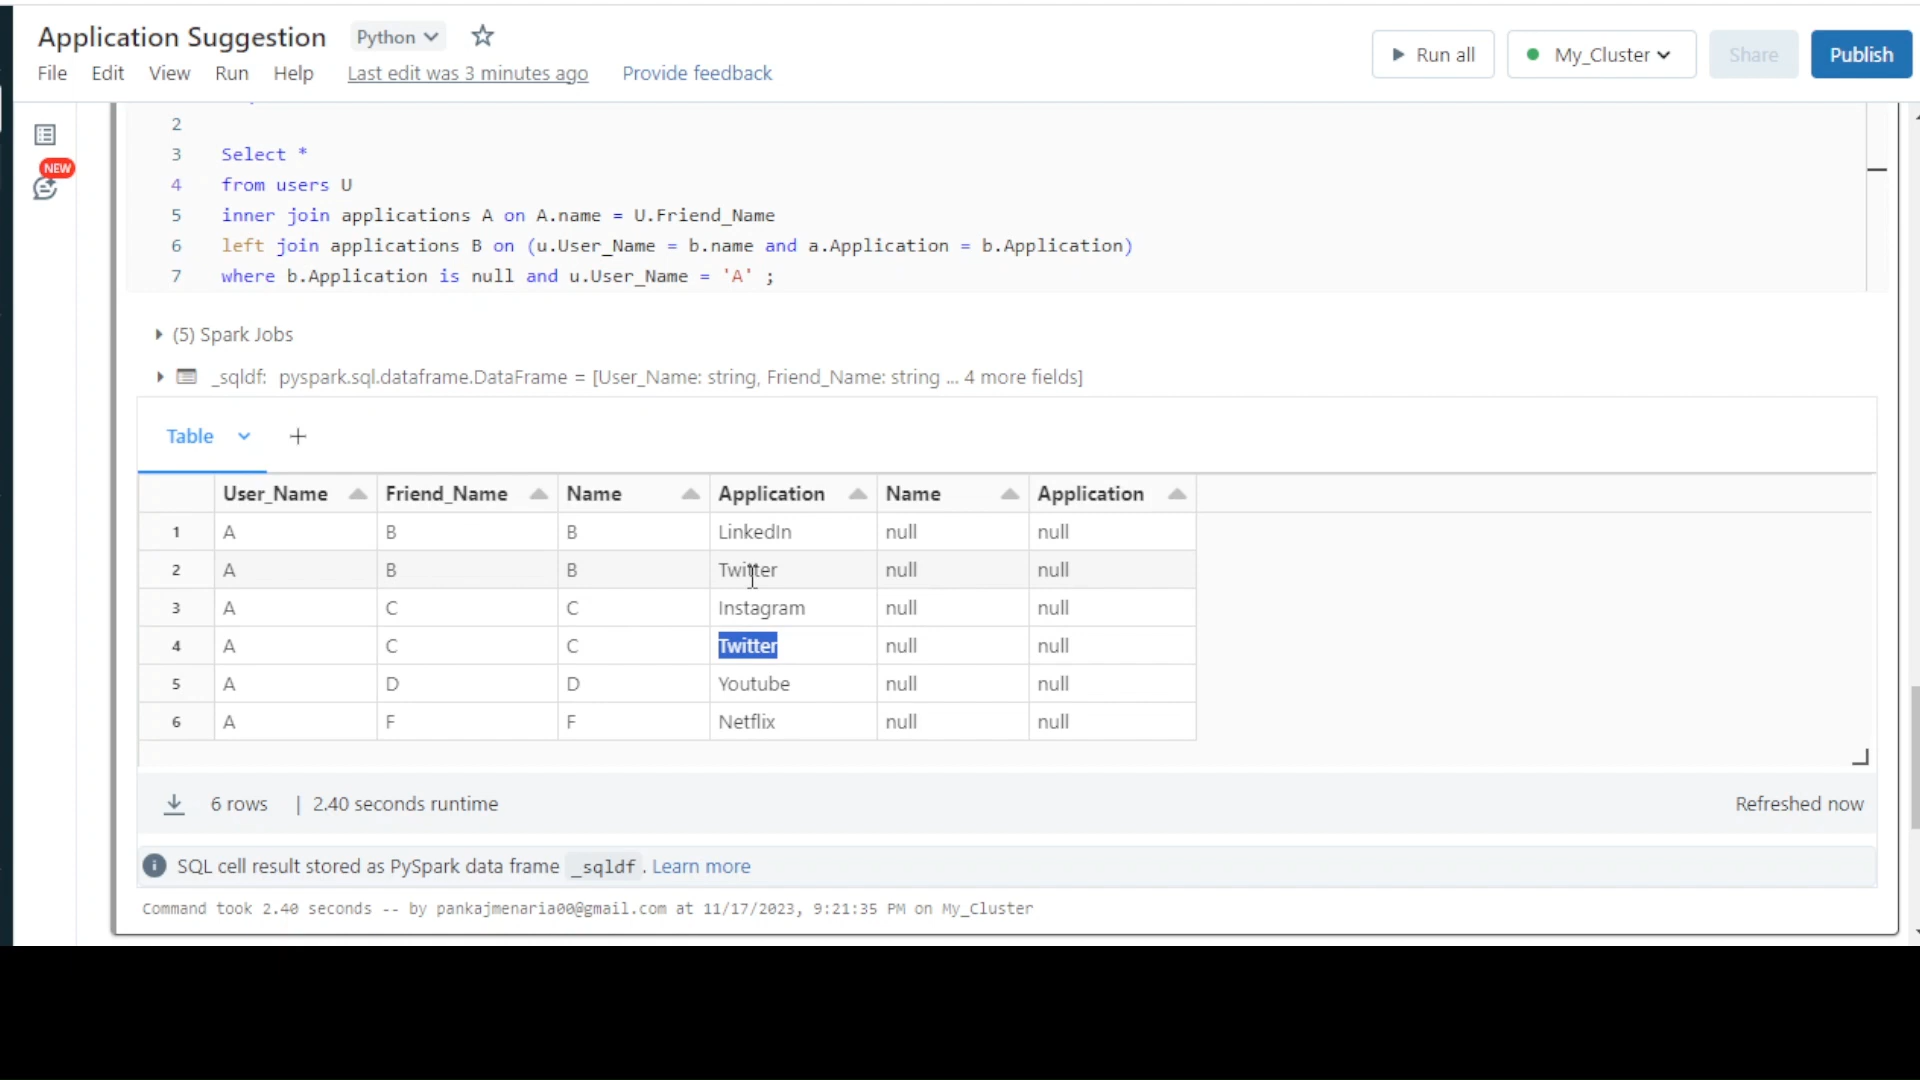 Application Suggestion Python
File Edit View Run Help Last edit was 3 minutes ago Provide feedback
Run all My_Cluster Share Publish
NEW
2
3 Select *
4 from users U
5 inner join applications A on A.name = U.Friend_Name
6 left join applications B on (u.User_Name = b.name and a.Application = b.Application)
7 where b.Application is null and u.User_Name = 'A' ;
(5) Spark Jobs
_sqldf: pyspark.sql.dataframe.DataFrame = [User_Name: string, Friend_Name: string ... 4 more fields]
Table +
User_Name Friend_Name Name Application Name Application
1 A B B LinkedIn null null
2 A B B Twitter null null
3 A C C Instagram null null
4 A C C Twitter null null
5 A D D Youtube null null
6 A F F Netflix null null
6 rows | 2.40 seconds runtime Refreshed now
SQL cell result stored as PySpark data frame _sqldf . Learn more
Command took 2.40 seconds -- by pankajmenaria00@gmail.com at 11/17/2023, 9:21:35 PM on My_Cluster